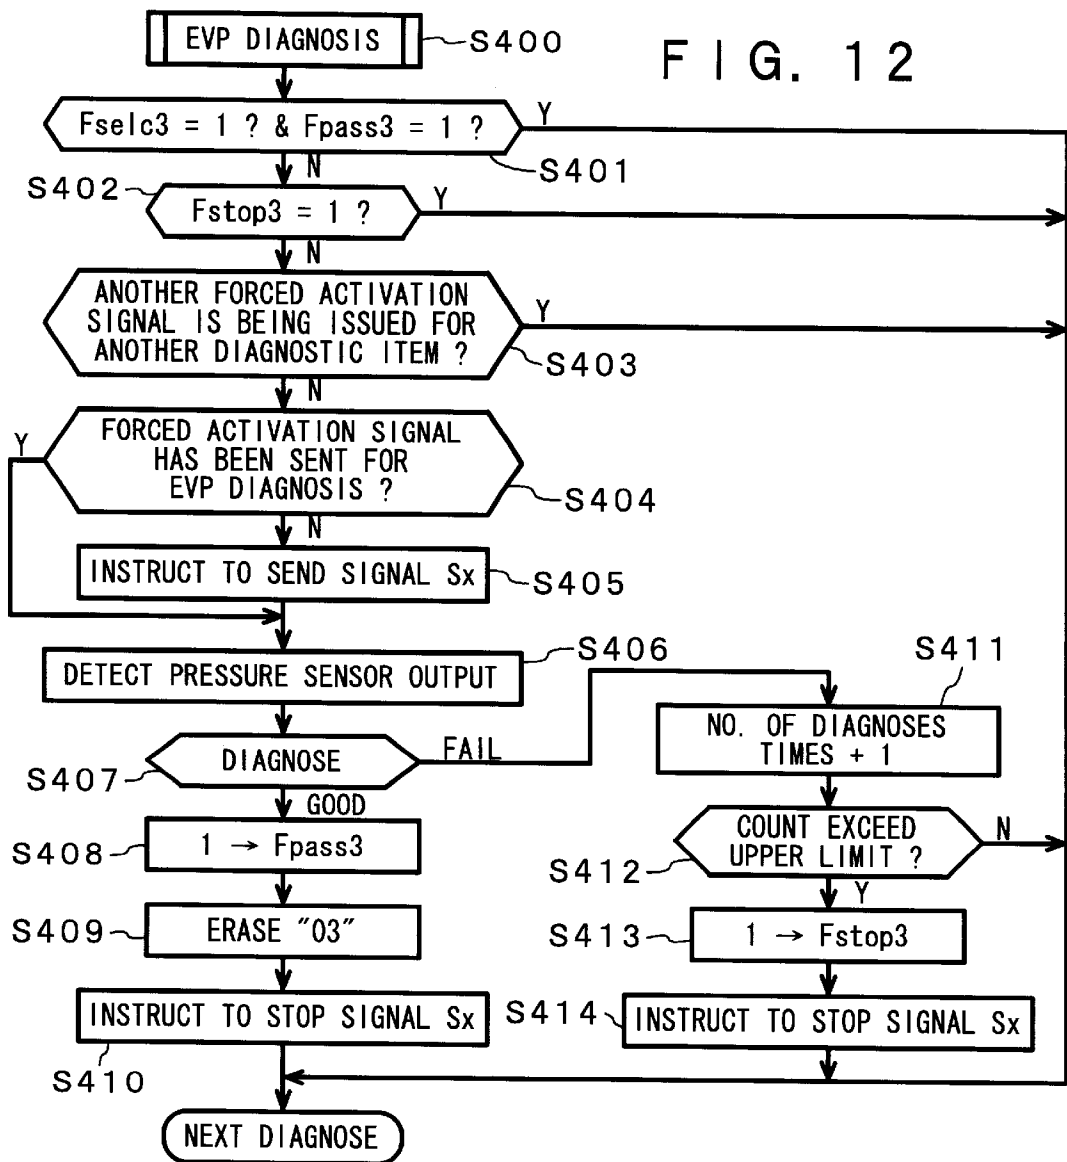 EVP DIAGNOSIS
S400
FIG. 12
Fselc3 = 1 ? & Fpass3 = 1 ?
Y
S401
N
S402
Fstop3 = 1 ?
Y
N
ANOTHER FORCED ACTIVATION
SIGNAL IS BEING ISSUED FOR
ANOTHER DIAGNOSTIC ITEM ?
Y
S403
N
FORCED ACTIVATION SIGNAL
HAS BEEN SENT FOR
EVP DIAGNOSIS ?
Y
S404
N
INSTRUCT TO SEND SIGNAL Sx
S405
DETECT PRESSURE SENSOR OUTPUT
S406
DIAGNOSE
FAIL
S407
GOOD
1 → Fpass3
S408
ERASE "03"
S409
INSTRUCT TO STOP SIGNAL Sx
S410
S411
NO. OF DIAGNOSES
TIMES + 1
COUNT EXCEED
UPPER LIMIT ?
N
S412
Y
1 → Fstop3
S413
INSTRUCT TO STOP SIGNAL Sx
S414
NEXT DIAGNOSE